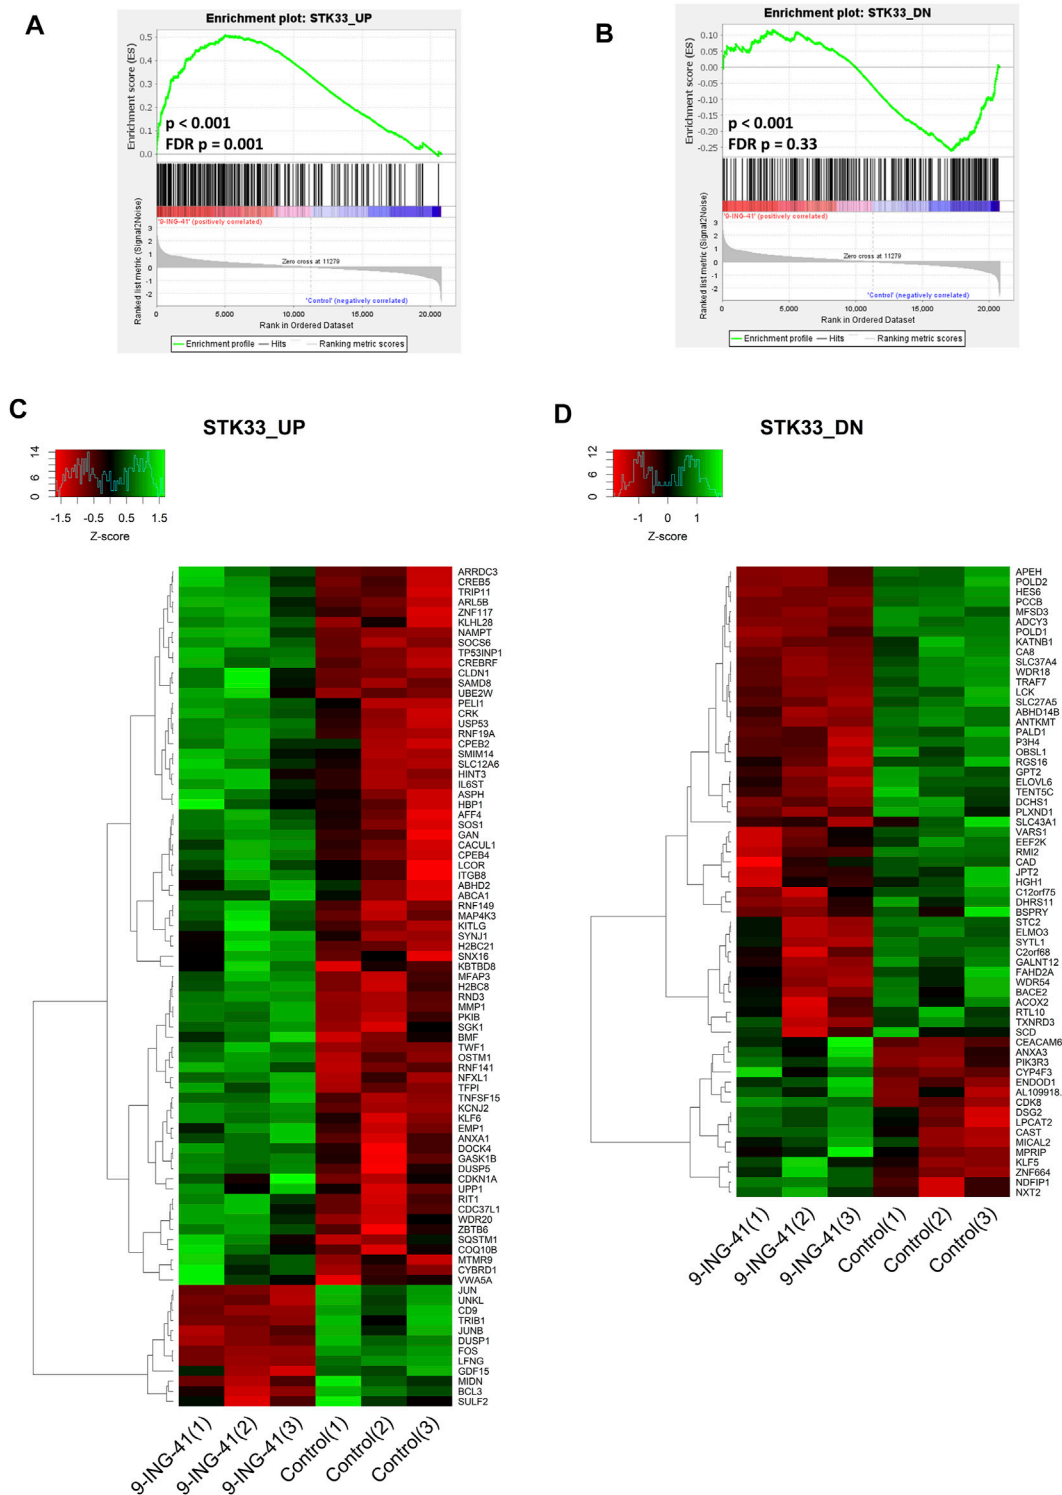 A
Enrichment plot: STK33_UP
Enrichment score (ES)
0.5
0.4
0.3
0.2
0.1
0.0
p < 0.001
FDR p = 0.001
'9-ING-41' (positively correlated)
Ranked list metric (Signal2Noise)
3
2
1
0
-1
-2
Zero cross at 11279
'Control' (negatively correlated)
0 5,000 10,000 15,000 20,000
Rank in Ordered Dataset
Enrichment profile Hits Ranking metric scores
B
Enrichment plot: STK33_DN
Enrichment score (ES)
0.10
0.05
0.00
-0.05
-0.10
-0.15
-0.20
-0.25
p < 0.001
FDR p = 0.33
'9-ING-41' (positively correlated)
Ranked list metric (Signal2Noise)
3
2
1
0
-1
-2
Zero cross at 11279
'Control' (negatively correlated)
0 5,000 10,000 15,000 20,000
Rank in Ordered Dataset
Enrichment profile Hits Ranking metric scores
C
STK33_UP
0 6 14
-1.5 -0.5 0.5 1.5
Z-score
ARRDC3
CREB5
TRIP11
ARL5B
ZNF117
KLHL28
NAMPT
SOCS6
TP53INP1
CREBRF
CLDN1
SAMD8
UBE2W
PELI1
CRK
USP53
RNF19A
CPEB2
SMIM14
SLC12A6
HINT3
IL6ST
ASPH
HBP1
AFF4
SOS1
GAN
CACUL1
CPEB4
LCOR
ITGB8
ABHD2
ABCA1
RNF149
MAP4K3
KITLG
SYNJ1
H2BC21
SNX16
KBTBD8
MFAP3
H2BC8
RND3
MMP1
PKIB
SGK1
BMF
TWF1
OSTM1
RNF141
NFXL1
TFPI
TNFSF15
KCNJ2
KLF6
EMP1
ANXA1
DOCK4
GASK1B
DUSP5
CDKN1A
UPP1
RIT1
CDC37L1
WDR20
ZBTB6
SQSTM1
COQ10B
MTMR9
CYBRD1
VWA5A
JUN
UNKL
CD9
TRIB1
JUNB
DUSP1
FOS
LFNG
GDF15
MIDN
BCL3
SULF2
9-ING-41(1) 9-ING-41(2) 9-ING-41(3) Control(1) Control(2) Control(3)
D
STK33_DN
0 6 12
-1 0 1
Z-score
APEH
POLD2
HES6
PCCB
MFSD3
ADCY3
POLD1
KATNB1
CA8
SLC37A4
WDR18
TRAF7
LCK
SLC27A5
ABHD14B
ANTKMT
PALD1
P3H4
OBSL1
RGS16
GPT2
ELOVL6
TENT5C
DCHS1
PLXND1
SLC43A1
VARS1
EEF2K
RMI2
CAD
JPT2
HGH1
C12orf75
DHRS11
BSPRY
STC2
ELMO3
SYTL1
C2orf68
GALNT12
FAHD2A
WDR54
BACE2
ACOX2
RTL10
TXNRD3
SCD
CEACAM6
ANXA3
PIK3R3
CYP4F3
ENDOD1
AL109918.
CDK8
DSG2
LPCAT2
CAST
MICAL2
MPRIP
KLF5
ZNF664
NDFIP1
NXT2
9-ING-41(1) 9-ING-41(2) 9-ING-41(3) Control(1) Control(2) Control(3)